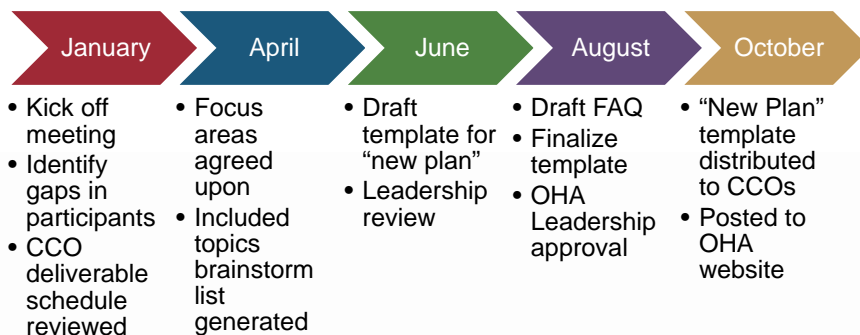 January
April
June
August
October
• Kick off
meeting
• Identify
gaps in
participants
• CCO
deliverable
schedule
reviewed
• Focus
areas
agreed
upon
• Included
topics
brainstorm
list
generated
• Draft
template for
“new plan”
• Leadership
review
• Draft FAQ
• Finalize
template
• OHA
Leadership
approval
• “New Plan”
template
distributed
to CCOs
• Posted to
OHA
website